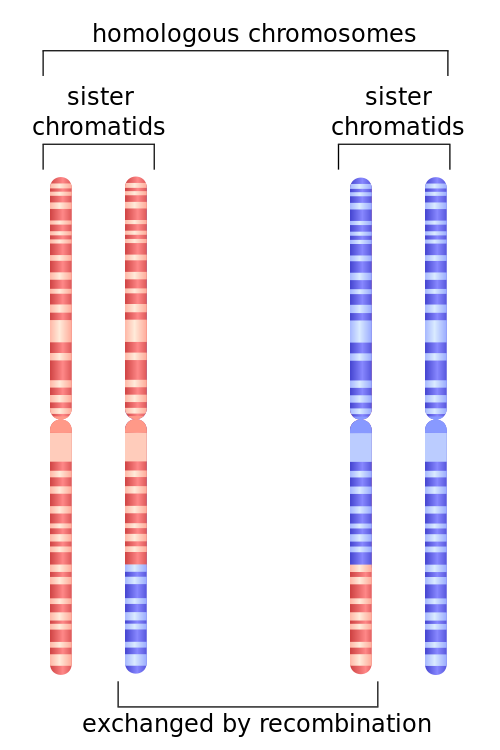 homologous chromosomes
sister
chromatids
sister
chromatids
exchanged by recombination